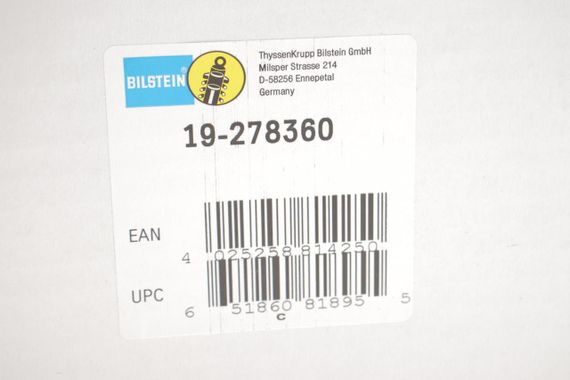 BILSTEIN®
ThyssenKrupp Bilstein GmbH
Milsper Strasse 214
D-58256 Ennepetal
Germany
19-278360
EAN
4 025258 814250
UPC
6 51860 81895 5
C